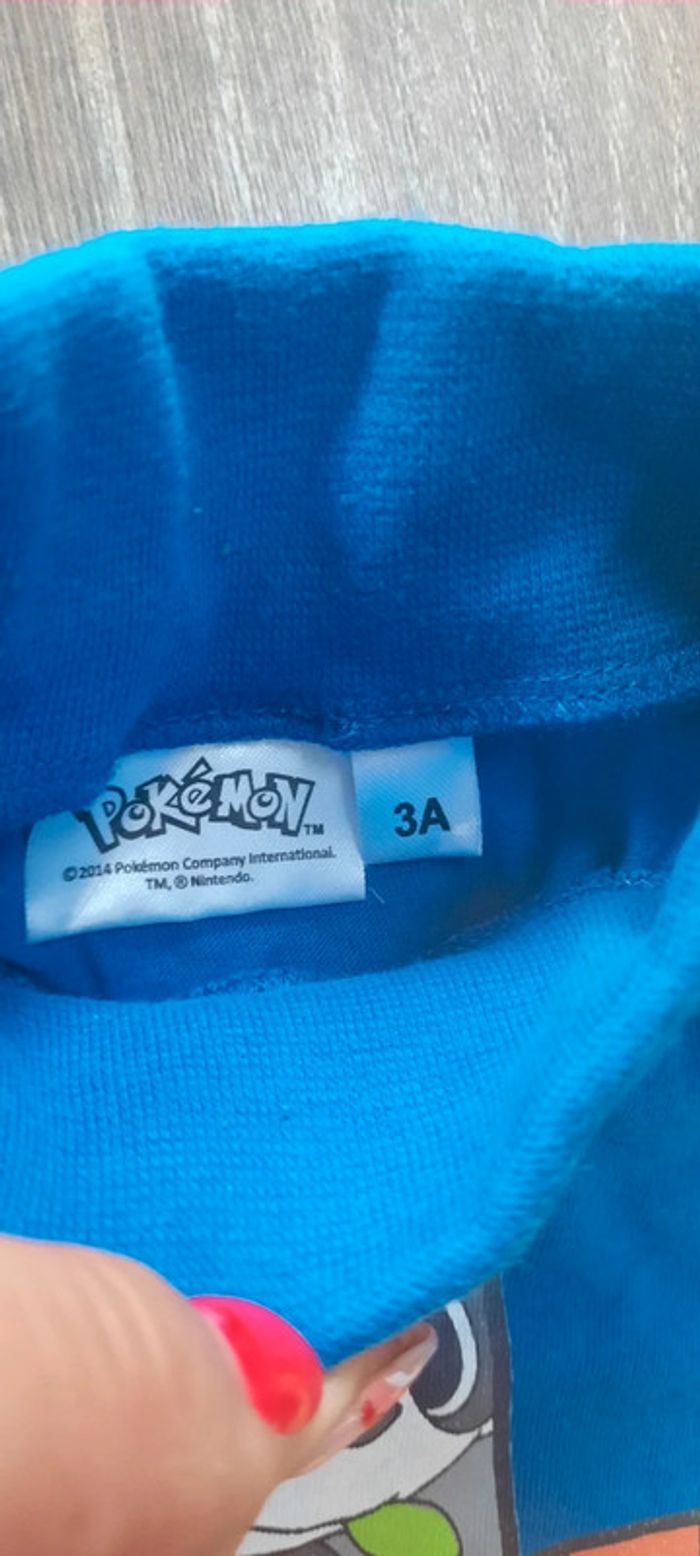 POKéMON™
3A
©2014 Pokémon Company International.
TM, ® Nintendo.